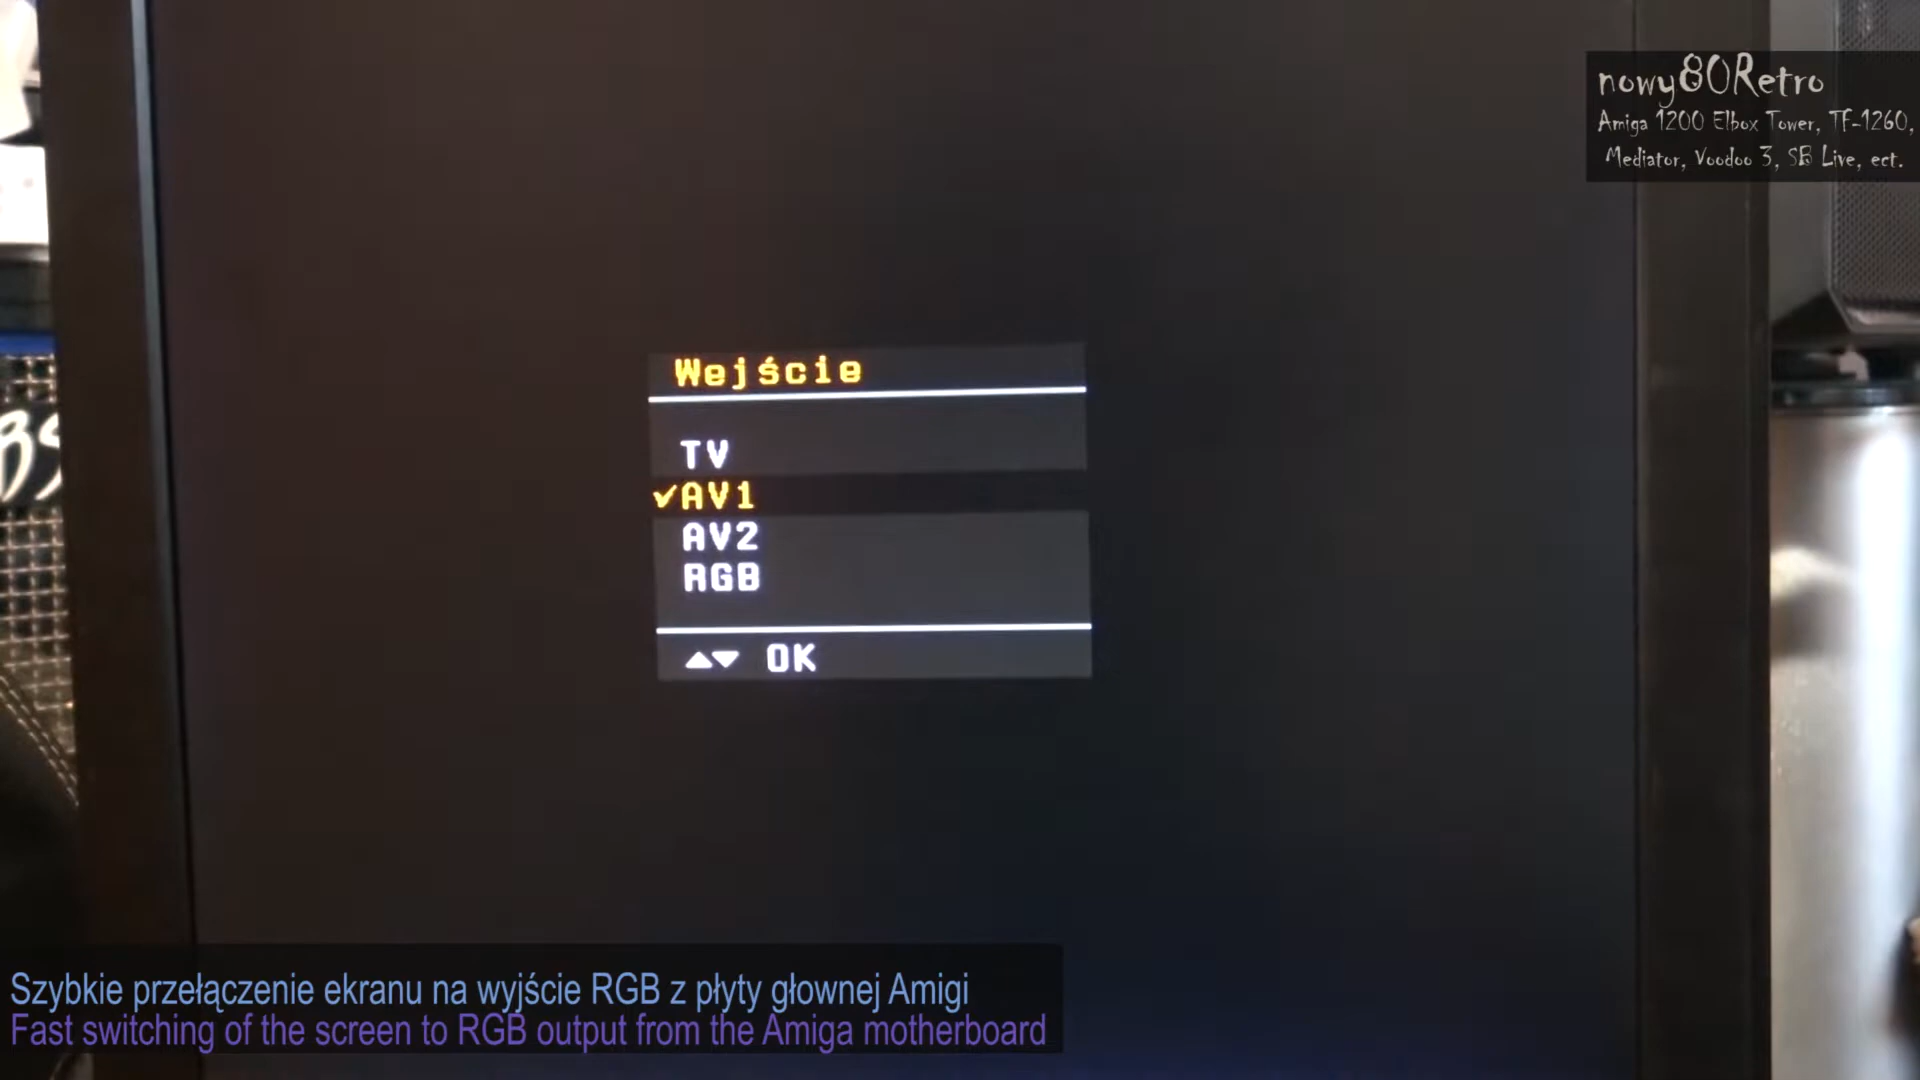 nowy80Retro
Amiga 1200 Elbox Tower, TF-1260,
Mediator, Voodoo 3, SB Live, ect.
Wejście
TV
✓AV1
AV2
RGB
▲▼ OK
Szybkie przełączenie ekranu na wyjście RGB z płyty głownej Amigi
Fast switching of the screen to RGB output from the Amiga motherboard